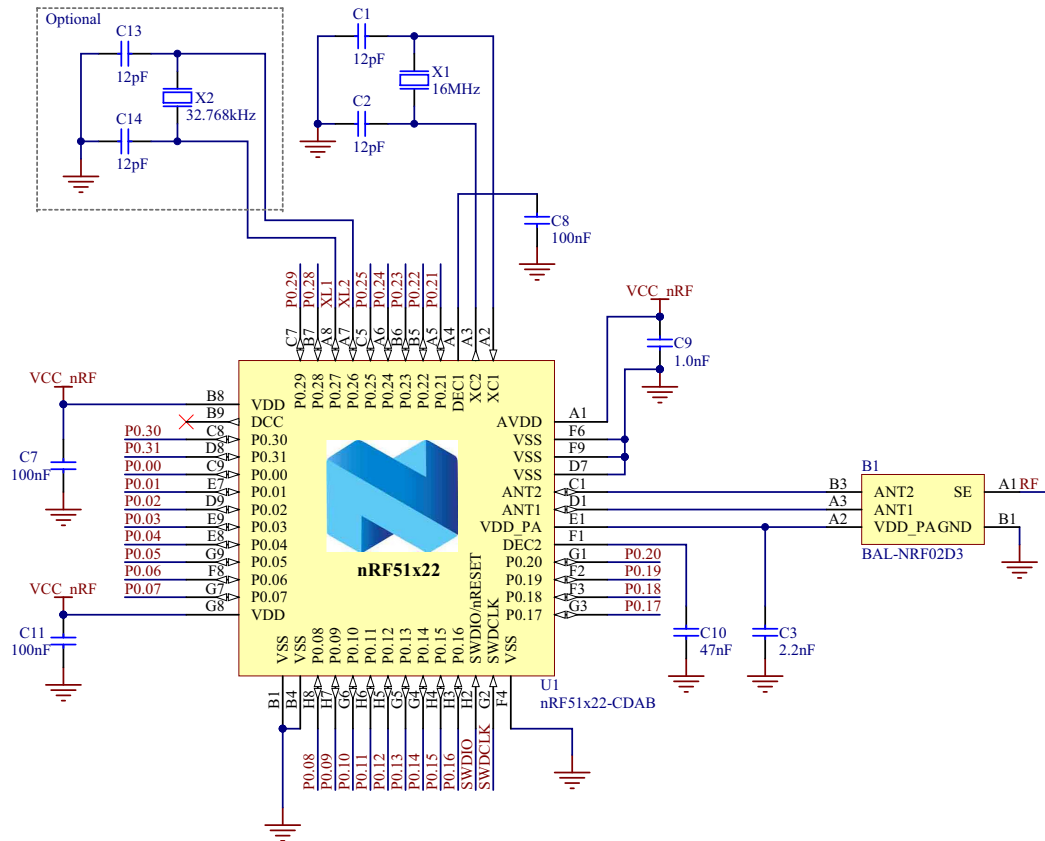 Optional
C13
12pF
X2
32.768kHz
C14
12pF
C1
12pF
X1
16MHz
C2
12pF
C8
100nF
P0.29
P0.28
XL1
XL2
P0.25
P0.24
P0.23
P0.22
P0.21
C7
B7
A8
A7
C5
A6
B6
B5
A5
A4
A3
A2
P0.29
P0.28
P0.27
P0.26
P0.25
P0.24
P0.23
P0.22
P0.21
DEC1
XC2
XC1
VCC_nRF
C9
1.0nF
VCC_nRF
C7
100nF
B8 VDD
B9 DCC
P0.30 C8 P0.30
P0.31 D8 P0.31
P0.00 C9 P0.00
P0.01 E7 P0.01
P0.02 D9 P0.02
P0.03 E9 P0.03
P0.04 E8 P0.04
P0.05 G9 P0.05
P0.06 F8 P0.06
P0.07 G7 P0.07
G8 VDD
VCC_nRF
C11
100nF
nRF51x22
AVDD A1
VSS F6
VSS F9
VSS D7
ANT2 C1
ANT1 D1
VDD_PA E1
DEC2 F1
P0.20 G1 P0.20
P0.19 F2 P0.19
P0.18 F3 P0.18
P0.17 G3 P0.17
B1
B3 ANT2 SE A1 RF
A3 ANT1
A2 VDD_PA GND B1
BAL-NRF02D3
C10
47nF
C3
2.2nF
VSS
VSS
P0.08
P0.09
P0.10
P0.11
P0.12
P0.13
P0.14
P0.15
P0.16
SWDIO/nRESET
SWDCLK
VSS
U1
nRF51x22-CDAB
B1
B4
H8
H7
G6
H6
H5
G5
G4
H4
H3
H2
G2
F4
P0.08
P0.09
P0.10
P0.11
P0.12
P0.13
P0.14
P0.15
P0.16
SWDIO
SWDCLK